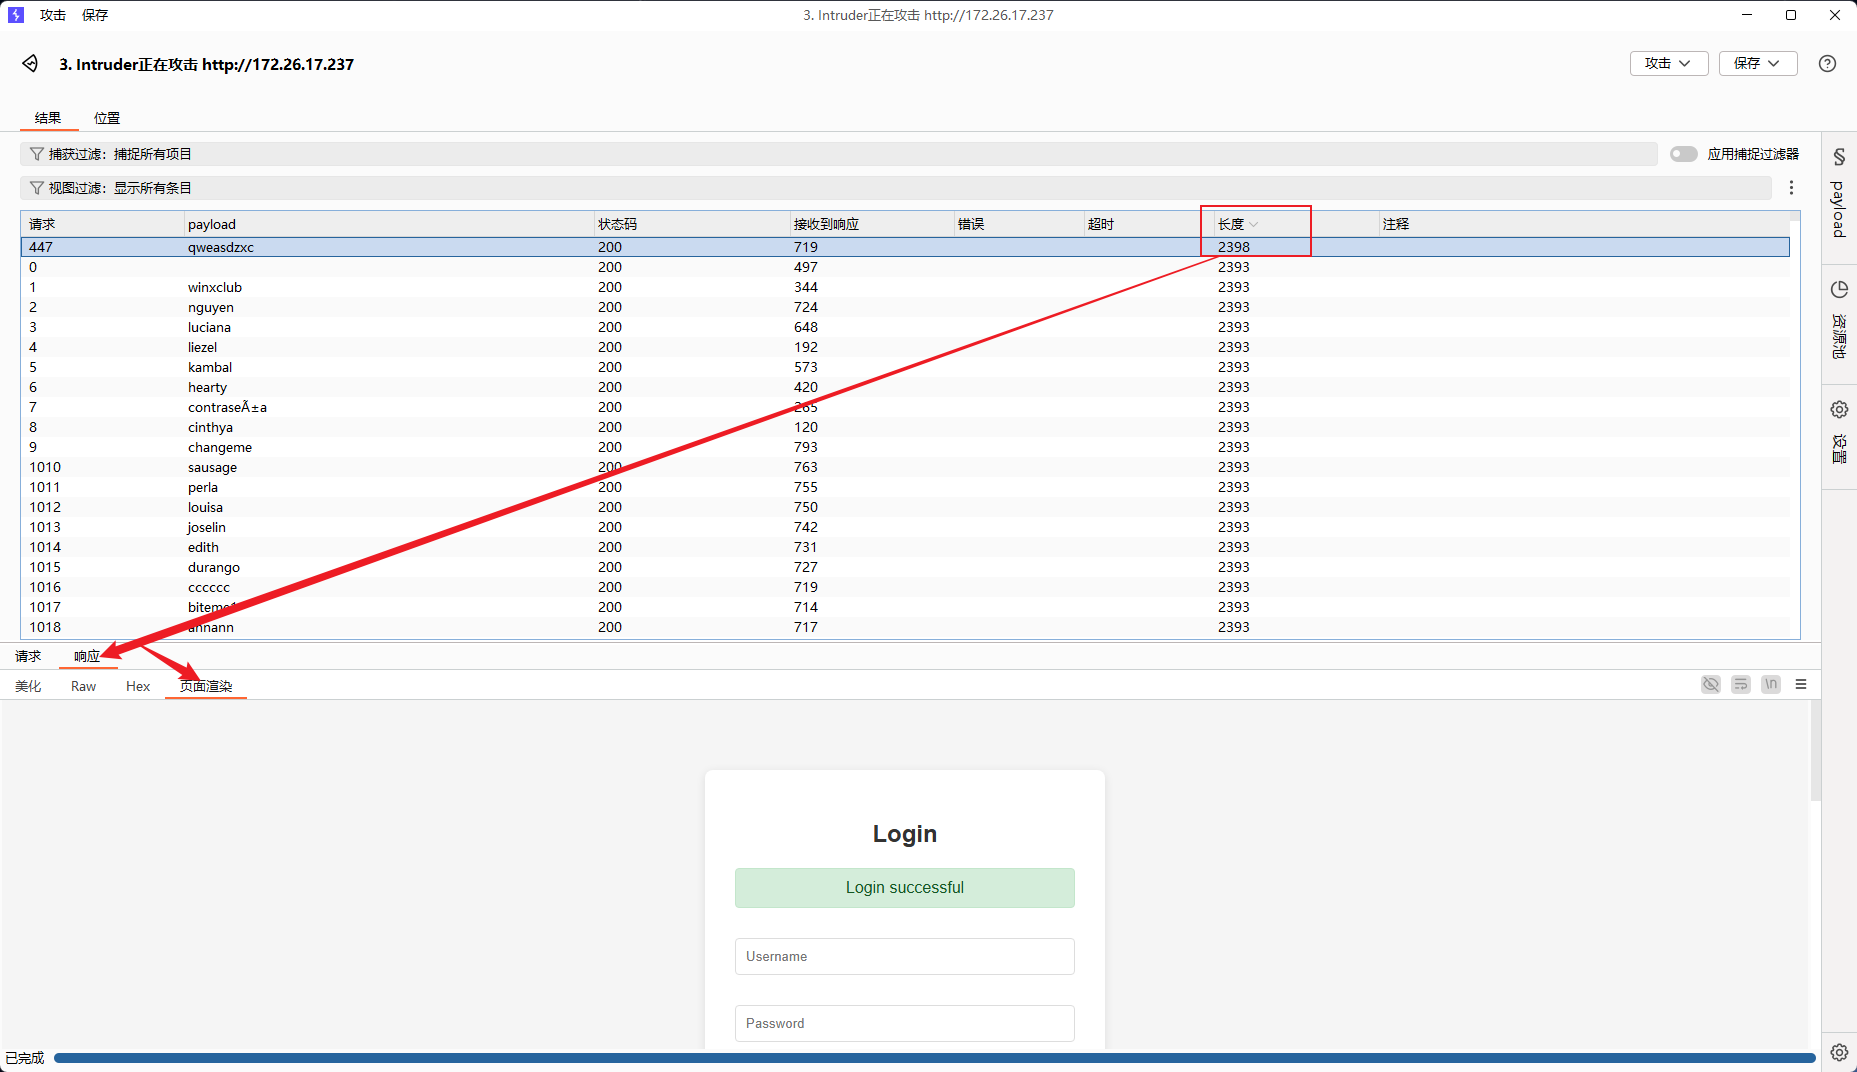 攻击 保存 3. Intruder正在攻击 http://172.26.17.237
3. Intruder正在攻击 http://172.26.17.237 攻击 保存
结果 位置
捕获过滤：捕捉所有项目 应用捕捉过滤器
视图过滤：显示所有条目
请求 payload 状态码 接收到响应 错误 超时 长度 注释
447 qweasdzxc 200 719 2398
0 200 497 2393
1 winxclub 200 344 2393
2 nguyen 200 724 2393
3 luciana 200 648 2393
4 liezel 200 192 2393
5 kambal 200 573 2393
6 hearty 200 420 2393
7 contraseÃ±a 200 265 2393
8 cinthya 200 120 2393
9 changeme 200 793 2393
1010 sausage 200 763 2393
1011 perla 200 755 2393
1012 louisa 200 750 2393
1013 joselin 200 742 2393
1014 edith 200 731 2393
1015 durango 200 727 2393
1016 cccccc 200 719 2393
1017 200 714 2393
1018 annann 200 717 2393
请求 响应
美化 Raw Hex 页面渲染
\n
Login
Login successful
Username
Password
已完成
payload
资源池
设置